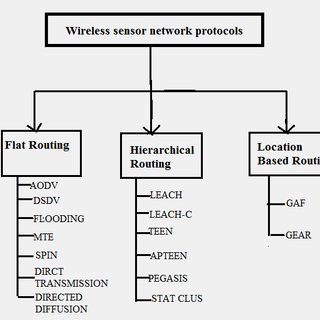 Wireless sensor network protocols
Flat Routing
AODV
DSDV
FLOODING
MTE
SPIN
DIRCT
TRANSMISSION
DIRECTED
DIFFUSION
Hierarchical
Routing
LEACH
LEACH-C
TEEN
APTEEN
PEGASIS
STAT CLUS
Location
Based Routi
GAF
GEAR